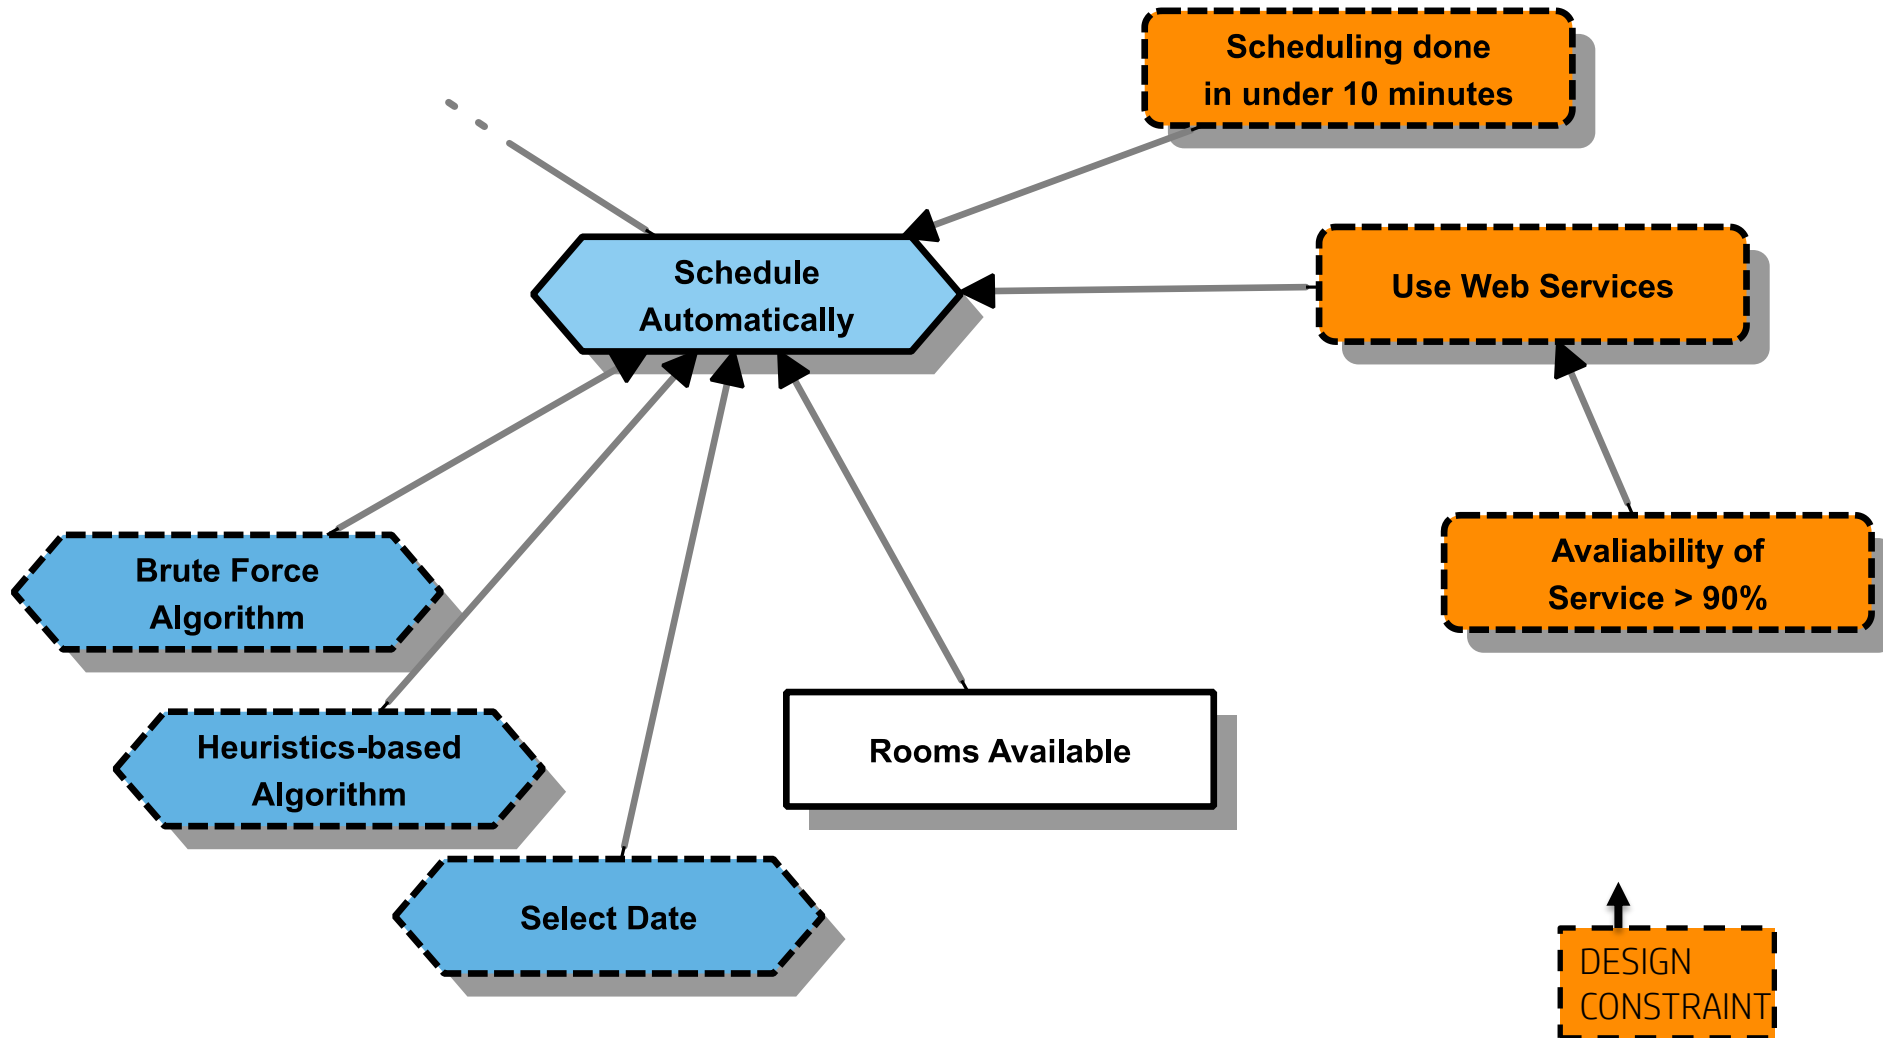 Scheduling done
in under 10 minutes
Schedule
Automatically
Use Web Services
Brute Force
Algorithm
Avaliability of
Service > 90%
Heuristics-based
Algorithm
Rooms Available
Select Date
DESIGN
CONSTRAINT